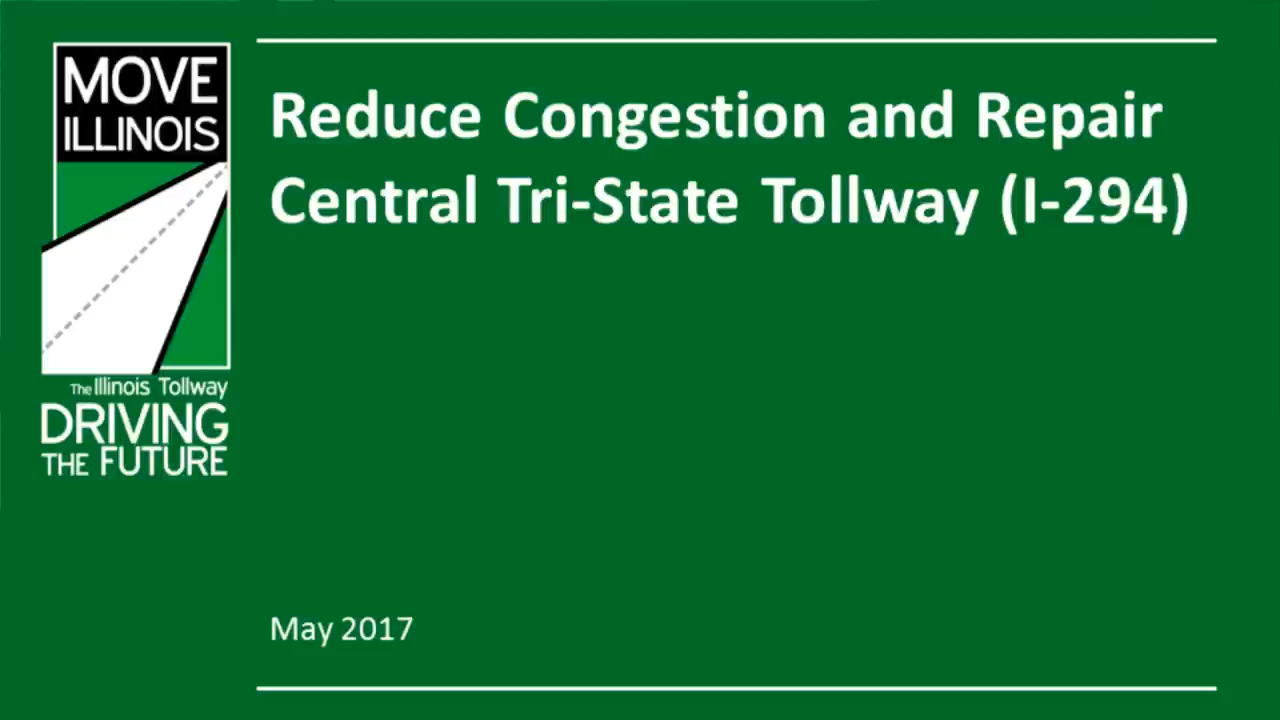 MOVE
ILLINOIS
The Illinois Tollway
DRIVING
THE FUTURE
Reduce Congestion and Repair
Central Tri-State Tollway (I-294)
May 2017